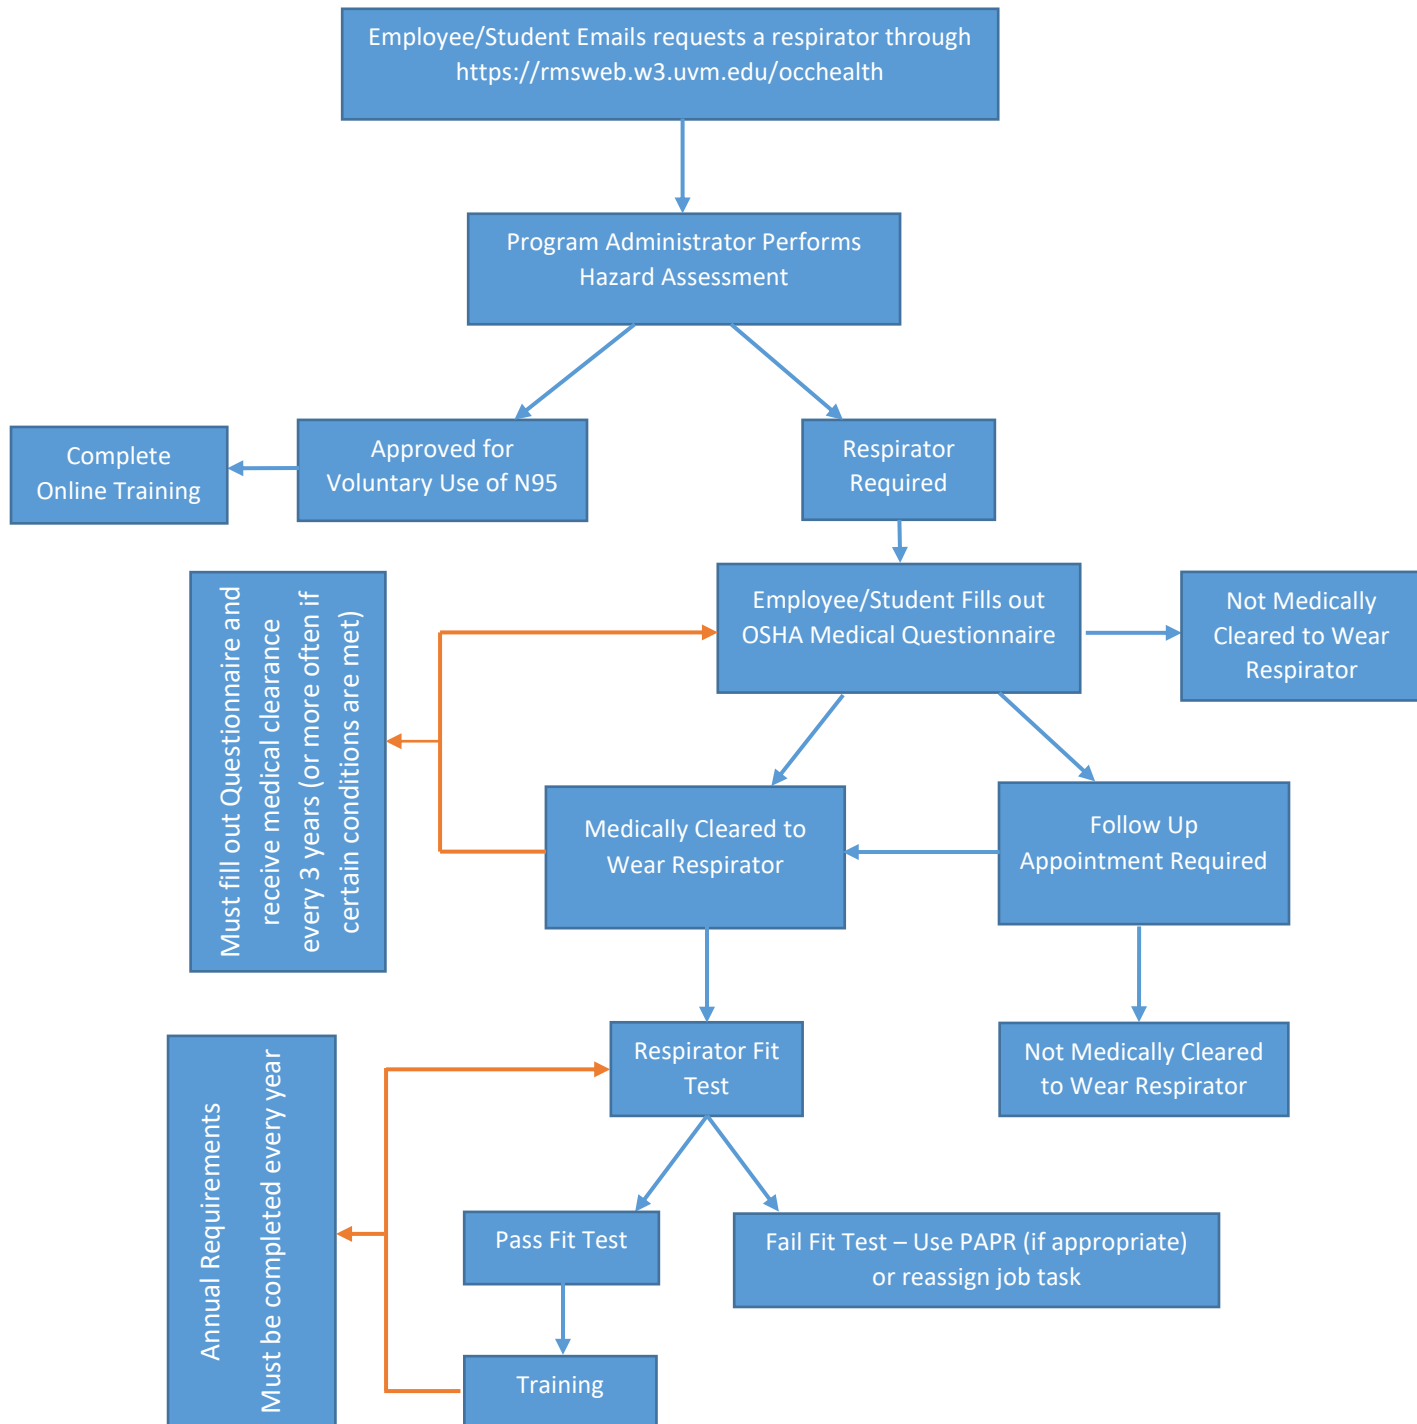 Employee/Student Emails requests a respirator through
https://rmsweb.w3.uvm.edu/occhealth
Program Administrator Performs
Hazard Assessment
Complete
Online Training
Approved for
Voluntary Use of N95
Respirator
Required
Must fill out Questionnaire and
receive medical clearance
every 3 years (or more often if
certain conditions are met)
Employee/Student Fills out
OSHA Medical Questionnaire
Not Medically
Cleared to Wear
Respirator
Medically Cleared to
Wear Respirator
Follow Up
Appointment Required
Respirator Fit
Test
Not Medically Cleared
to Wear Respirator
Annual Requirements
Must be completed every year
Pass Fit Test
Fail Fit Test – Use PAPR (if appropriate)
or reassign job task
Training